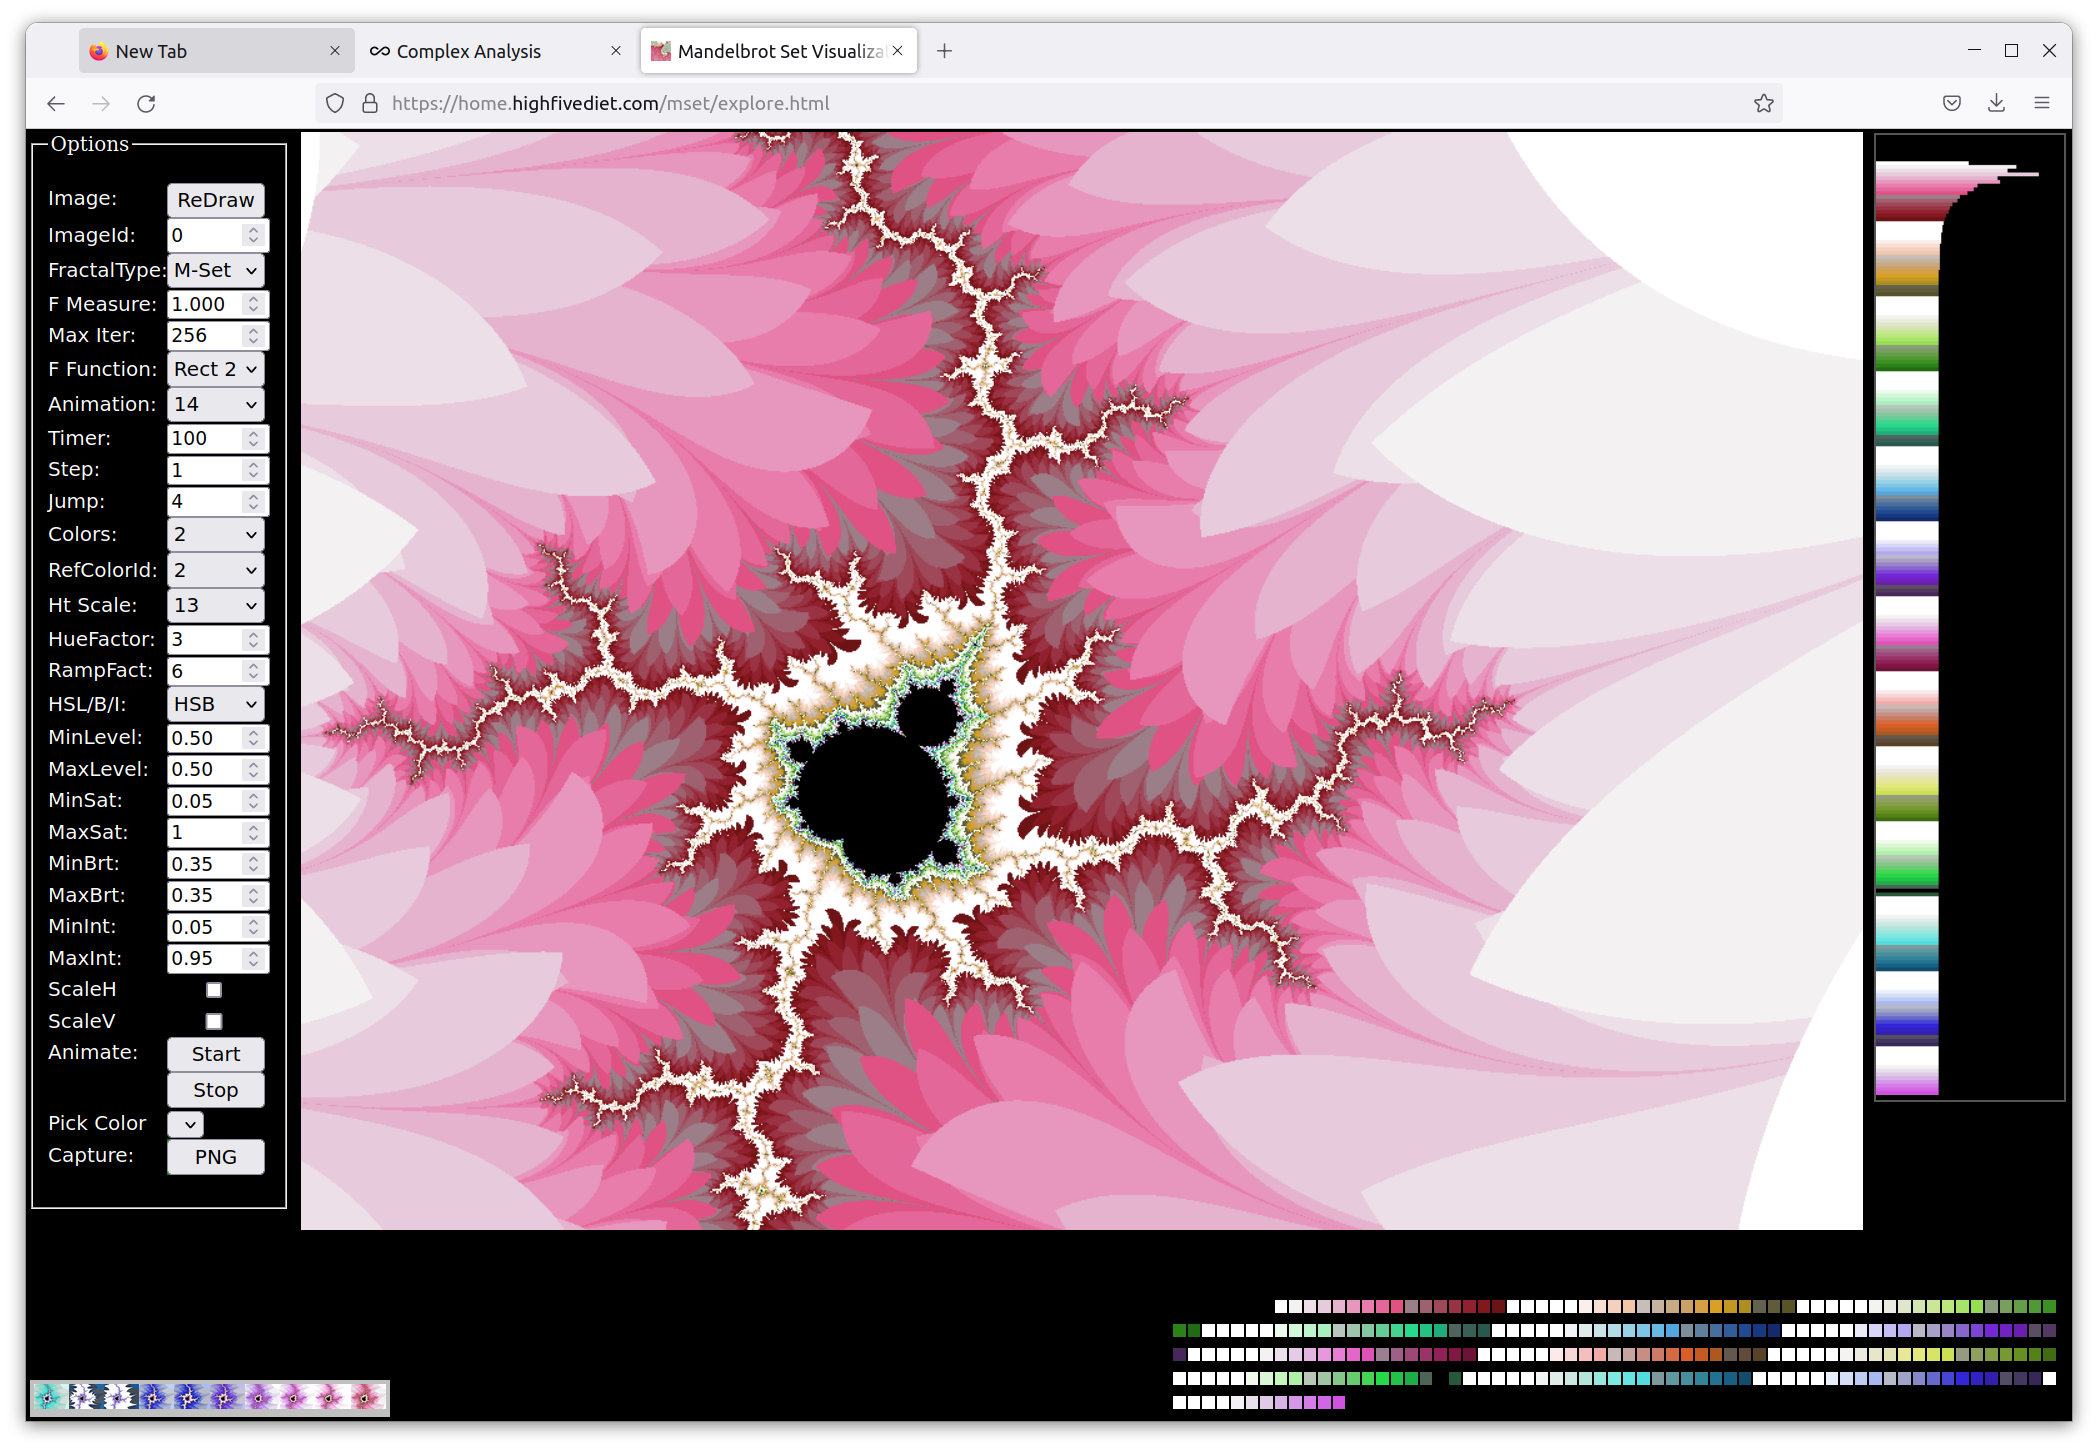 New Tab
Complex Analysis
Mandelbrot Set Visualiza
https://home.highfivediet.com/mset/explore.html
Options
Image: ReDraw
ImageId: 0
FractalType: M-Set
F Measure: 1.000
Max Iter: 256
F Function: Rect 2
Animation: 14
Timer: 100
Step: 1
Jump: 4
Colors: 2
RefColorId: 2
Ht Scale: 13
HueFactor: 3
RampFact: 6
HSL/B/I: HSB
MinLevel: 0.50
MaxLevel: 0.50
MinSat: 0.05
MaxSat: 1
MinBrt: 0.35
MaxBrt: 0.35
MinInt: 0.05
MaxInt: 0.95
ScaleH
ScaleV
Animate: Start
Stop
Pick Color
Capture: PNG